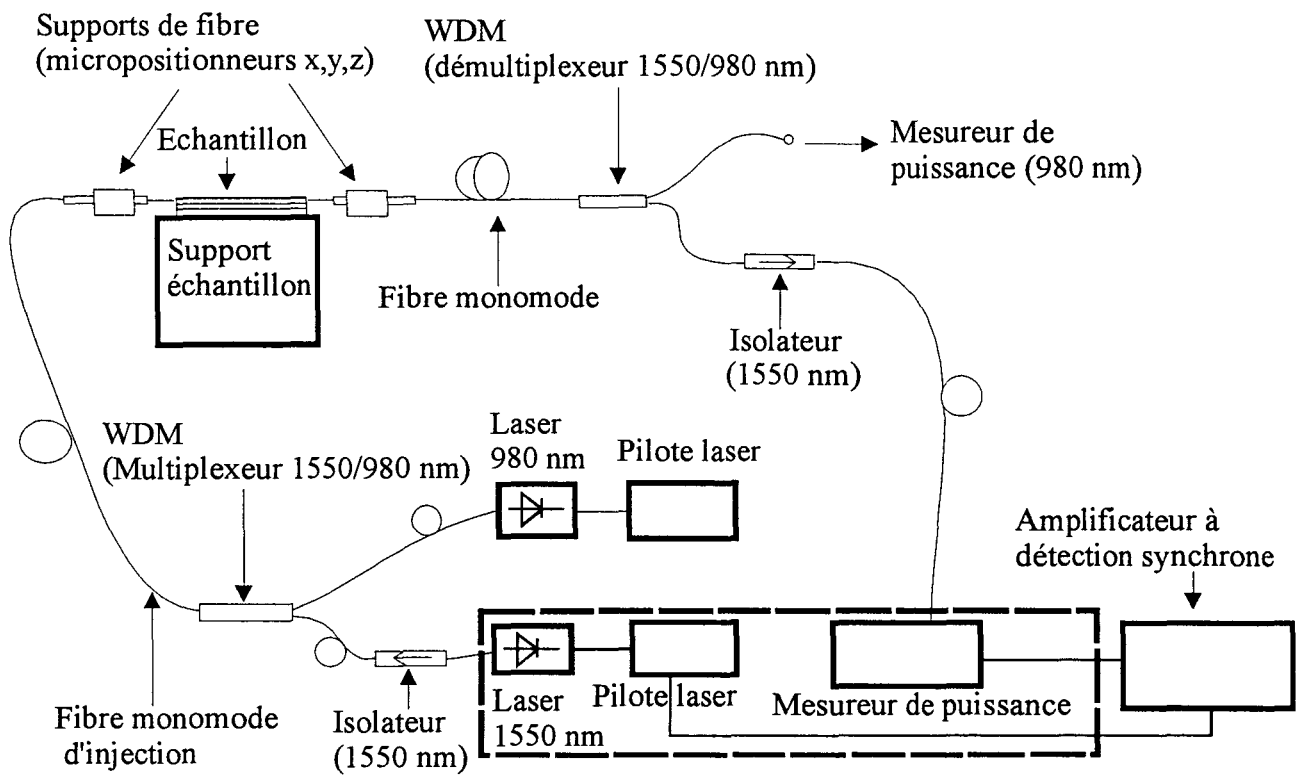 Supports de fibre
(micropositionneurs x,y,z)
WDM
(démultiplexeur 1550/980 nm)
Echantillon
Mesureur de
puissance (980 nm)
Support
échantillon
Fibre monomode
Isolateur
(1550 nm)
WDM
(Multiplexeur 1550/980 nm)
Laser
980 nm
Pilote laser
Amplificateur à
détection synchrone
Fibre monomode
d'injection
Isolateur
(1550 nm)
Laser
1550 nm
Pilote laser
Mesureur de puissance